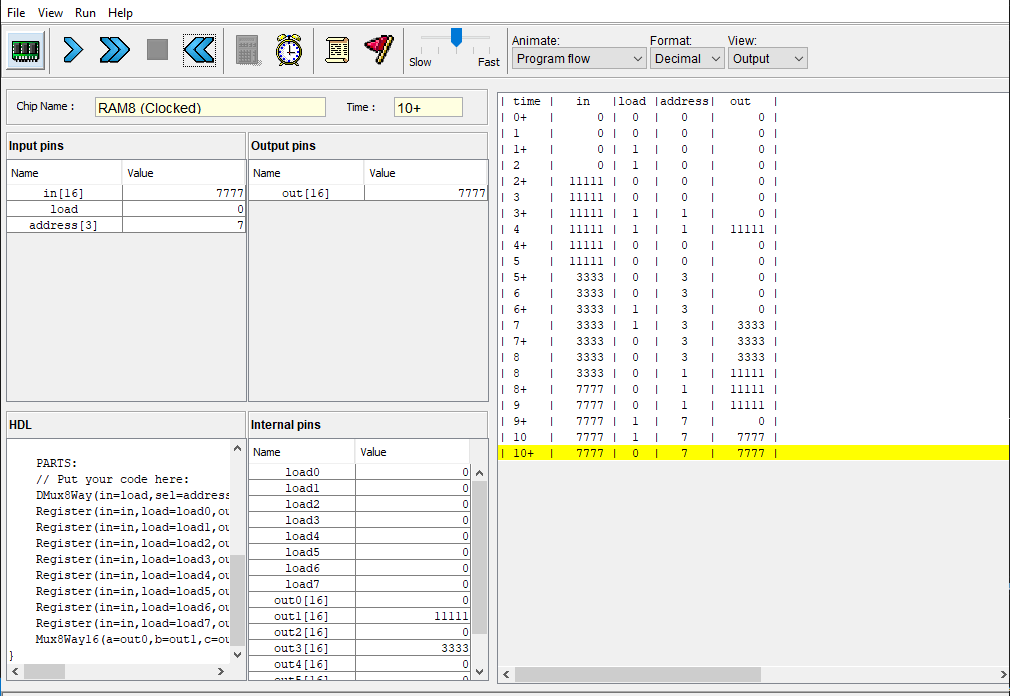 File View Run Help
Slow Fast
Animate: Format: View:
Program flow Decimal Output
Chip Name : RAM8 (Clocked) Time : 10+
Input pins
Name Value
in[16] 7777
load 0
address[3] 7
Output pins
Name Value
out[16] 7777
HDL
PARTS:
// Put your code here:
DMux8Way(in=load,sel=address
Register(in=in,load=load0,ou
Register(in=in,load=load1,ou
Register(in=in,load=load2,ou
Register(in=in,load=load3,ou
Register(in=in,load=load4,ou
Register(in=in,load=load5,ou
Register(in=in,load=load6,ou
Register(in=in,load=load7,ou
Mux8Way16(a=out0,b=out1,c=ou
}
Internal pins
Name Value
load0 0
load1 0
load2 0
load3 0
load4 0
load5 0
load6 0
load7 0
out0[16] 0
out1[16] 11111
out2[16] 0
out3[16] 3333
out4[16] 0
out5[16] 0
| time | in |load |address| out |
| 0+ | 0 | 0 | 0 | 0 |
| 1 | 0 | 0 | 0 | 0 |
| 1+ | 0 | 1 | 0 | 0 |
| 2 | 0 | 1 | 0 | 0 |
| 2+ | 11111 | 0 | 0 | 0 |
| 3 | 11111 | 0 | 0 | 0 |
| 3+ | 11111 | 1 | 1 | 0 |
| 4 | 11111 | 1 | 1 | 11111 |
| 4+ | 11111 | 0 | 0 | 0 |
| 5 | 11111 | 0 | 0 | 0 |
| 5+ | 3333 | 0 | 3 | 0 |
| 6 | 3333 | 0 | 3 | 0 |
| 6+ | 3333 | 1 | 3 | 0 |
| 7 | 3333 | 1 | 3 | 3333 |
| 7+ | 3333 | 0 | 3 | 3333 |
| 8 | 3333 | 0 | 3 | 3333 |
| 8 | 3333 | 0 | 1 | 11111 |
| 8+ | 7777 | 0 | 1 | 11111 |
| 9 | 7777 | 0 | 1 | 11111 |
| 9+ | 7777 | 1 | 7 | 0 |
| 10 | 7777 | 1 | 7 | 7777 |
| 10+ | 7777 | 0 | 7 | 7777 |